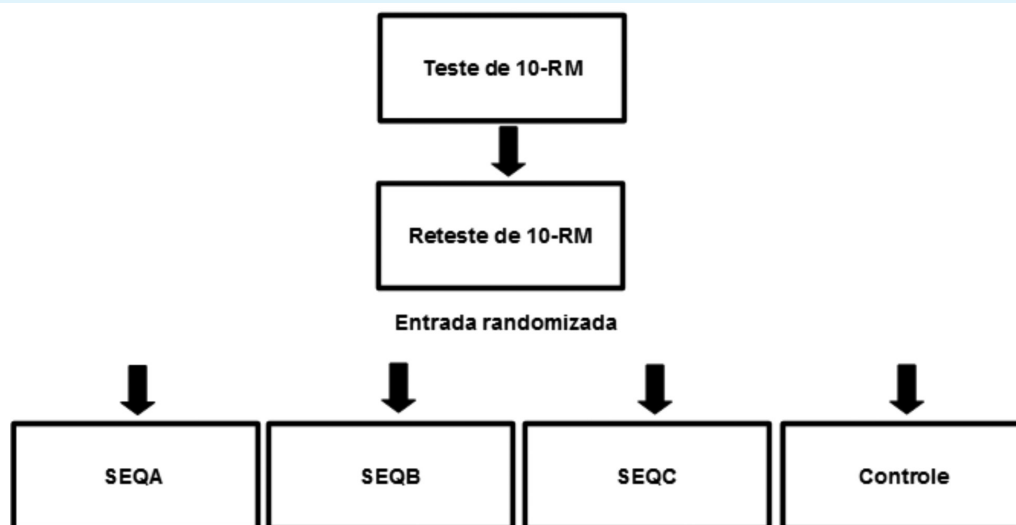 Teste de 10-RM
Reteste de 10-RM
Entrada randomizada
SEQA
SEQB
SEQC
Controle